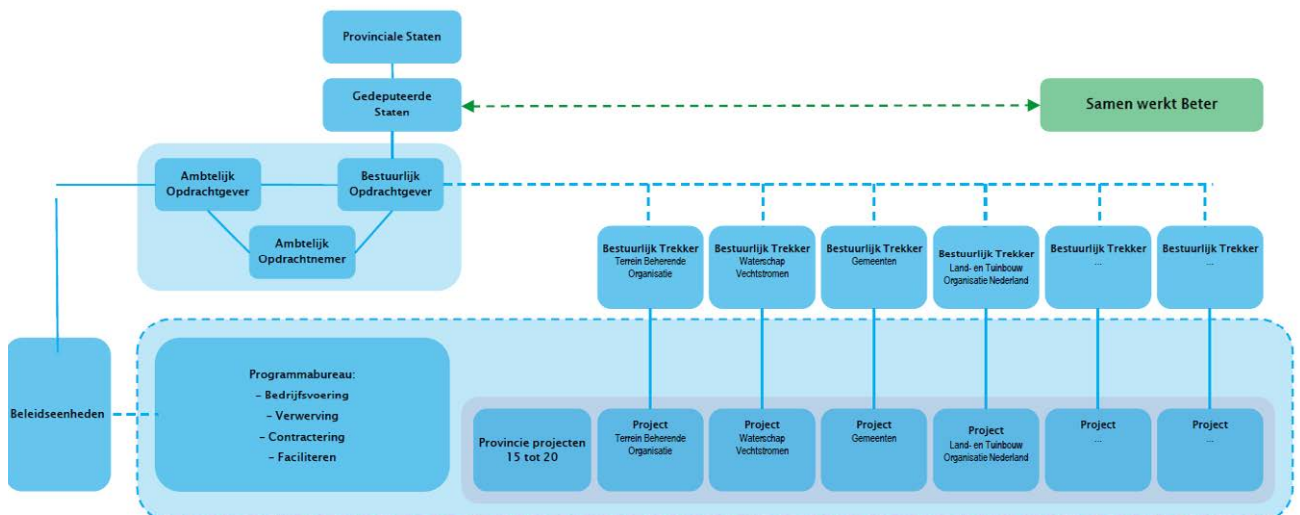 Provinciale Staten
Gedeputeerde
Staten
Samen werkt Beter
Ambtelijk
Opdrachtgever
Bestuurlijk
Opdrachtgever
Ambtelijk
Opdrachtnemer
Bestuurlijk Trekker
Terrein Beherende
Organisatie
Bestuurlijk Trekker
Waterschap
Vechtstromen
Bestuurlijk Trekker
Gemeenten
Bestuurlijk Trekker
Land- en Tuinbouw
Organisatie Nederland
Bestuurlijk Trekker
...
Bestuurlijk Trekker
...
Beleidseenheden
Programmabureau:
– Bedrijfsvoering
– Verwerving
– Contractering
– Faciliteren
Provincie projecten
15 tot 20
Project
Terrein Beherende
Organisatie
Project
Waterschap
Vechtstromen
Project
Gemeenten
Project
Land- en Tuinbouw
Organisatie Nederland
Project
...
Project
...